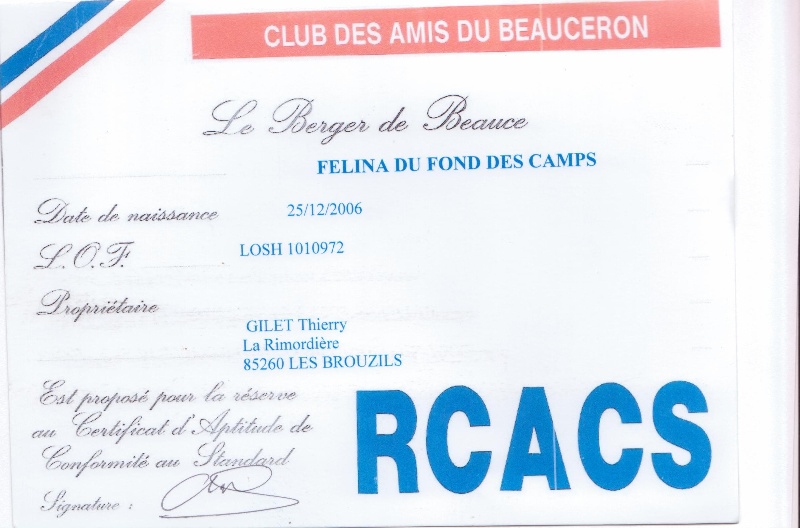 CLUB DES AMIS DU BEAUCERON
Le Berger de Beauce
FELINA DU FOND DES CAMPS
Date de naissance 25/12/2006
L.O.F. LOSH 1010972
Propriétaire
GILET Thierry
La Rimordière
85260 LES BROUZILS
Est proposé pour la réserve
au Certificat d'Aptitude de
Conformité au Standard
RCACS
Signature :